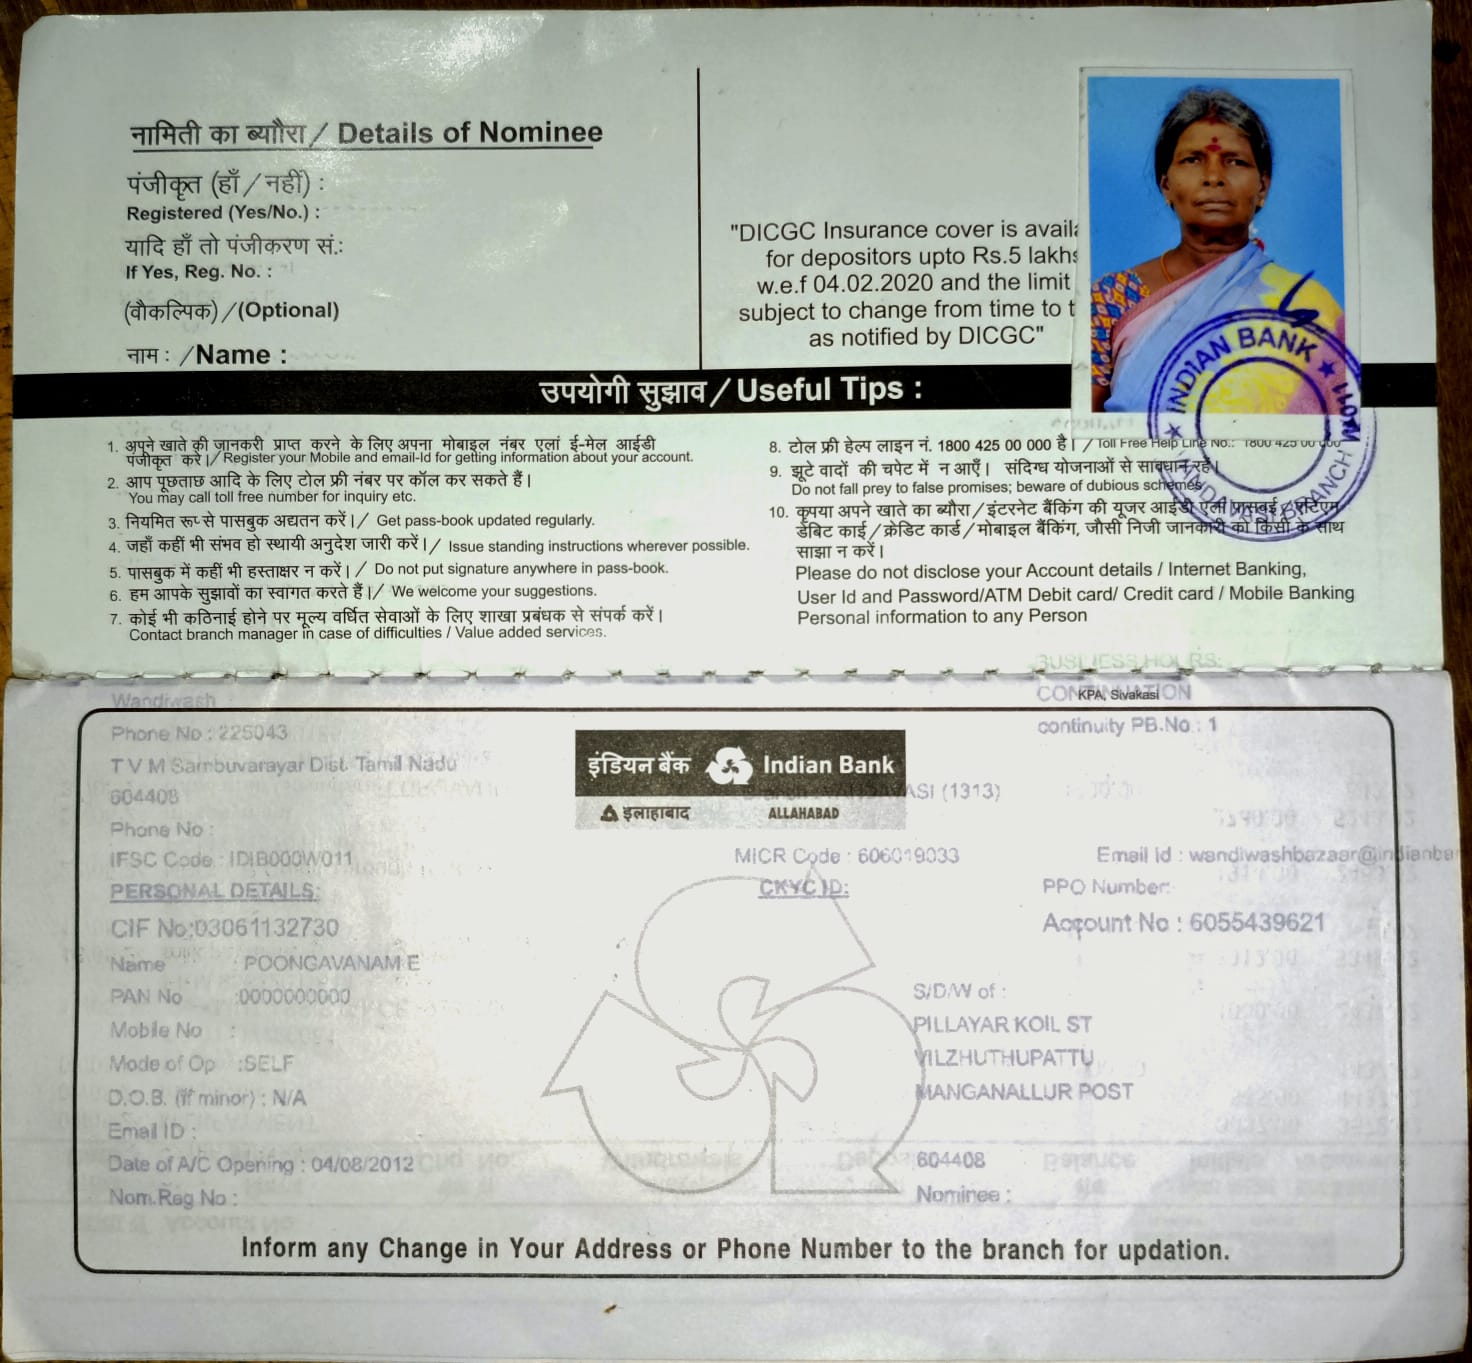 नामिती का ब्यौरा / Details of Nominee
पंजीकृत (हाँ / नहीं) :
Registered (Yes/No.) :
यादि हाँ तो पंजीकरण सं.:
If Yes, Reg. No. :
(वौकल्पिक) / (Optional)
नाम : / Name :
"DICGC Insurance cover is availa
for depositors upto Rs.5 lakhs
w.e.f 04.02.2020 and the limit
subject to change from time to t
as notified by DICGC"
INDIAN BANK
W011
WANDAVASI BRANCH
उपयोगी सुझाव / Useful Tips :
1. अपने खाते की जानकरी प्राप्त करने के लिए अपना मोबाइल नंबर एलां ई-मेल आईडी
पंजीकृत करें। / Register your Mobile and email-Id for getting information about your account.
2. आप पूछताछ आदि के लिए टोल फ्री नंबर पर कॉल कर सकते हैं।
You may call toll free number for inquiry etc.
3. नियमित रूप से पासबुक अद्यतन करें। / Get pass-book updated regularly.
4. जहाँ कहीं भी संभव हो स्थायी अनुदेश जारी करें। / Issue standing instructions wherever possible.
5. पासबुक में कहीं भी हस्ताक्षर न करें। / Do not put signature anywhere in pass-book.
6. हम आपके सुझावों का स्वागत करते हैं। / We welcome your suggestions.
7. कोई भी कठिनाई होने पर मूल्य वर्धित सेवाओं के लिए शाखा प्रबंधक से संपर्क करें।
Contact branch manager in case of difficulties / Value added services.
8. टोल फ्री हेल्प लाइन नं. 1800 425 00 000 है। / Toll Free Help Line No.: 1800 425 00 000
9. झूटे वादों की चपेट में न आएँ। संदिग्ध योजनाओं से सावधान रहें।
Do not fall prey to false promises; beware of dubious schemes
10. कृपया अपने खाते का ब्यौरा / इंटरनेट बैंकिंग की यूजर आईडी एलां पासवर्ड / एटिएम
डेबिट कार्ड / क्रेडिट कार्ड / मोबाइल बैंकिंग, जौसी निजी जानकारी को किसी के साथ
साझा न करें।
Please do not disclose your Account details / Internet Banking,
User Id and Password/ATM Debit card/ Credit card / Mobile Banking
Personal information to any Person
BUSINESS HOURS:
Wandiwash
CONTINUATION
KPA, Sivakasi
Phone No : 225043
continuity PB.No : 1
T V M Sambuvarayar Dist. Tamil Nadu
इंडियन बैंक Indian Bank
इलाहाबाद ALLAHABAD
604408
ASI (1313)
Phone No :
IFSC Code : IDIB000W011
MICR Code : 606019033
Email id : wandiwashbazaar@indianba
PERSONAL DETAILS:
CKYC ID:
PPO Number:
CIF No:03061132730
Account No : 6055439621
Name : POONGAVANAM E
PAN No :0000000000
S/D/W of :
Mobile No :
PILLAYAR KOIL ST
Mode of Op :SELF
VILZHUTHUPATTU
D.O.B. (if minor) : N/A
MANGANALLUR POST
Email ID :
Date of A/C Opening : 04/08/2012
604408
Nom.Reg No :
Nominee :
Inform any Change in Your Address or Phone Number to the branch for updation.